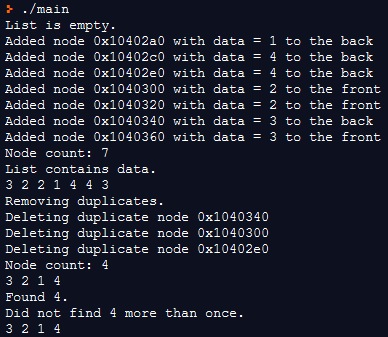 > ./main
List is empty.
Added node 0x10402a0 with data = 1 to the back
Added node 0x10402c0 with data = 4 to the back
Added node 0x10402e0 with data = 4 to the back
Added node 0x1040300 with data = 2 to the front
Added node 0x1040320 with data = 2 to the front
Added node 0x1040340 with data = 3 to the back
Added node 0x1040360 with data = 3 to the front
Node count: 7
List contains data.
3 2 2 1 4 4 3
Removing duplicates.
Deleting duplicate node 0x1040340
Deleting duplicate node 0x1040300
Deleting duplicate node 0x10402e0
Node count: 4
3 2 1 4
Found 4.
Did not find 4 more than once.
3 2 1 4